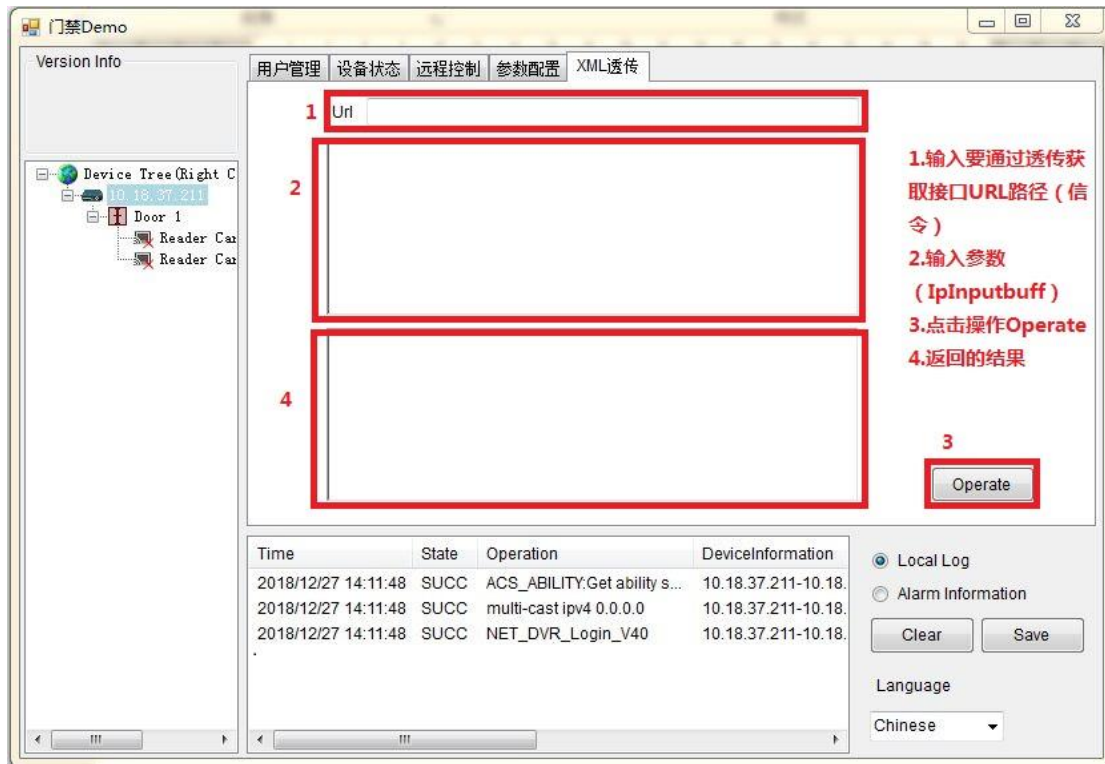 门禁Demo
Version Info
用户管理 设备状态 远程控制 参数配置 XML透传
1 Url
2
1.输入要通过透传获
取接口URL路径（信
令）
2.输入参数
（IpInputbuff）
3.点击操作Operate
4.返回的结果
Device Tree(Right C
10.18.37.211
Door 1
Reader Car
Reader Car
4
3
Operate
Time State Operation DeviceInformation
2018/12/27 14:11:48 SUCC ACS_ABILITY:Get ability s... 10.18.37.211-10.18.
2018/12/27 14:11:48 SUCC multi-cast ipv4 0.0.0.0 10.18.37.211-10.18.
2018/12/27 14:11:48 SUCC NET_DVR_Login_V40 10.18.37.211-10.18.
Local Log
Alarm Information
Clear Save
Language
Chinese